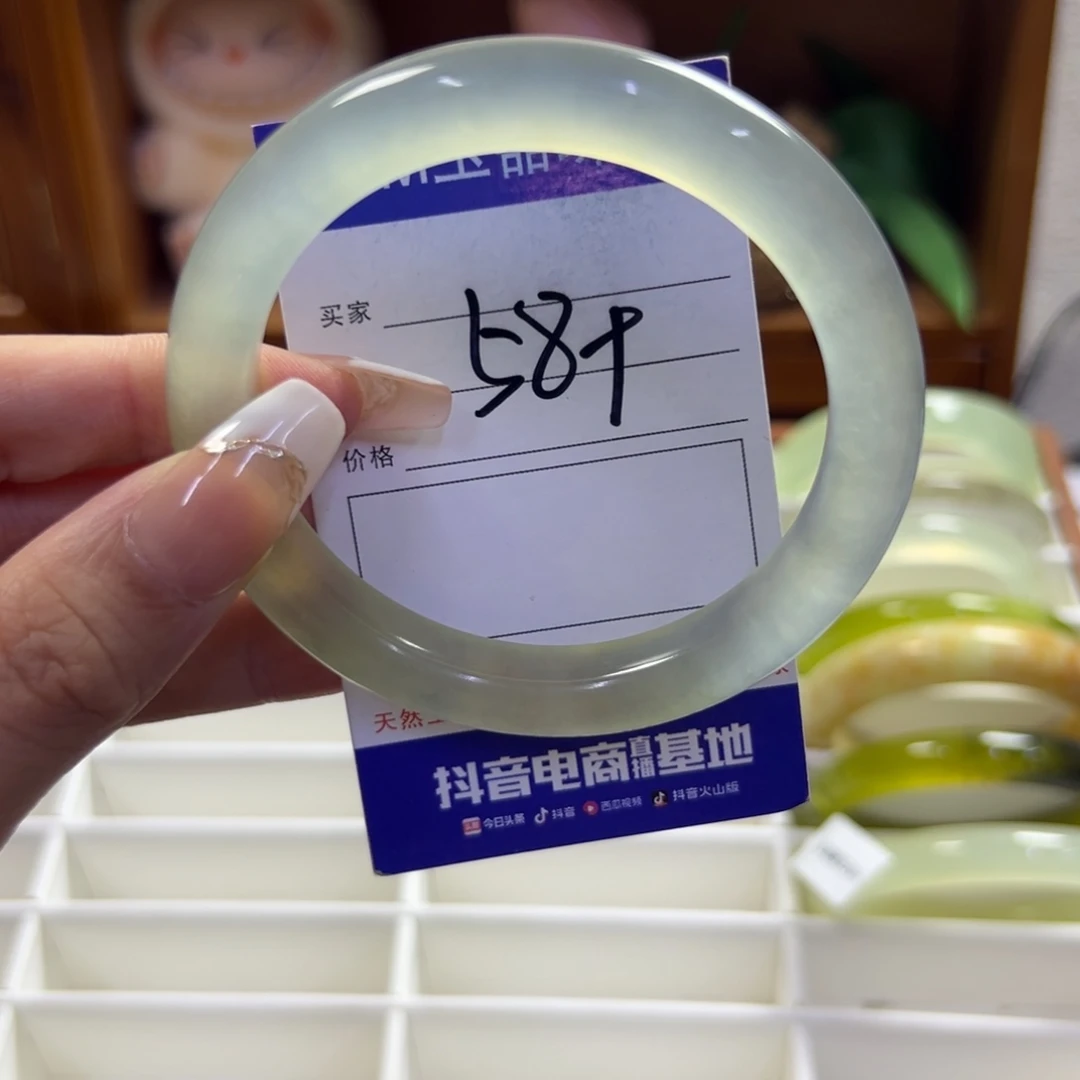 买家
584
价格
天然
抖音电商直播基地
今日头条 抖音 西瓜视频 抖音火山版